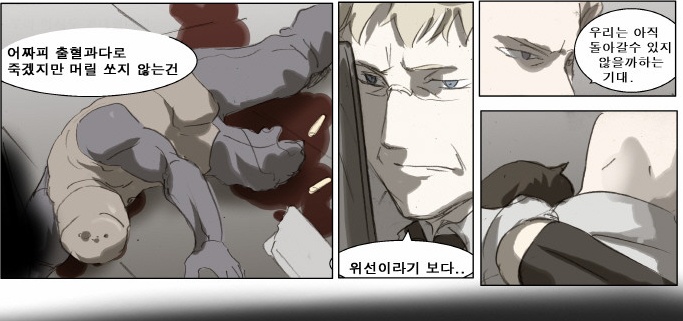 어짜피 출혈과다로
죽겠지만 머릴 쏘지 않는건
위선이라기 보다..
우리는 아직
돌아갈수 있지
않을까하는
기대.